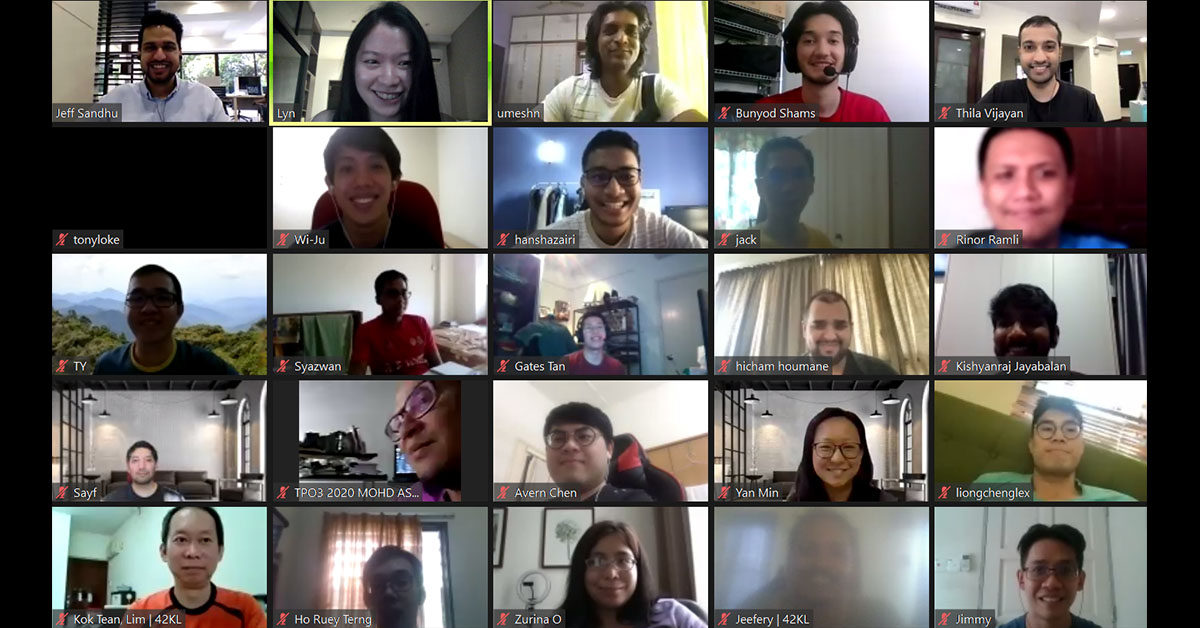 Jeff Sandhu
Lyn
umeshn
Bunyod Shams
Thila Vijayan
tonyloke
Wi-Ju
hanshazairi
jack
Rinor Ramli
TY
Syazwan
Gates Tan
hicham houmane
Kishyanraj Jayabalan
Sayf
TPO3 2020 MOHD AS...
Avern Chen
Yan Min
liongchenglex
Kok Tean, Lim | 42KL
Ho Ruey Terng
Zurina O
Jeefery | 42KL
Jimmy